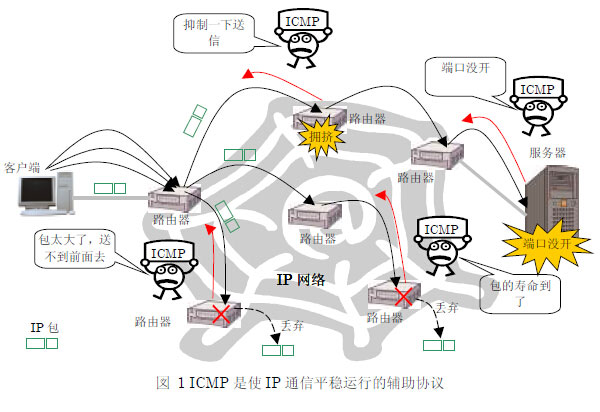 抑制一下送
信
ICMP
端口没开
ICMP
路由器
拥挤
服务器
客户端
路由器
路由器
路由器
端口没开
包太大了，送
不到前面去
ICMP
ICMP
IP 网络
包的寿命到
了
路由器
路由器
丢弃
丢弃
IP 包
图 1 ICMP 是使 IP 通信平稳运行的辅助协议